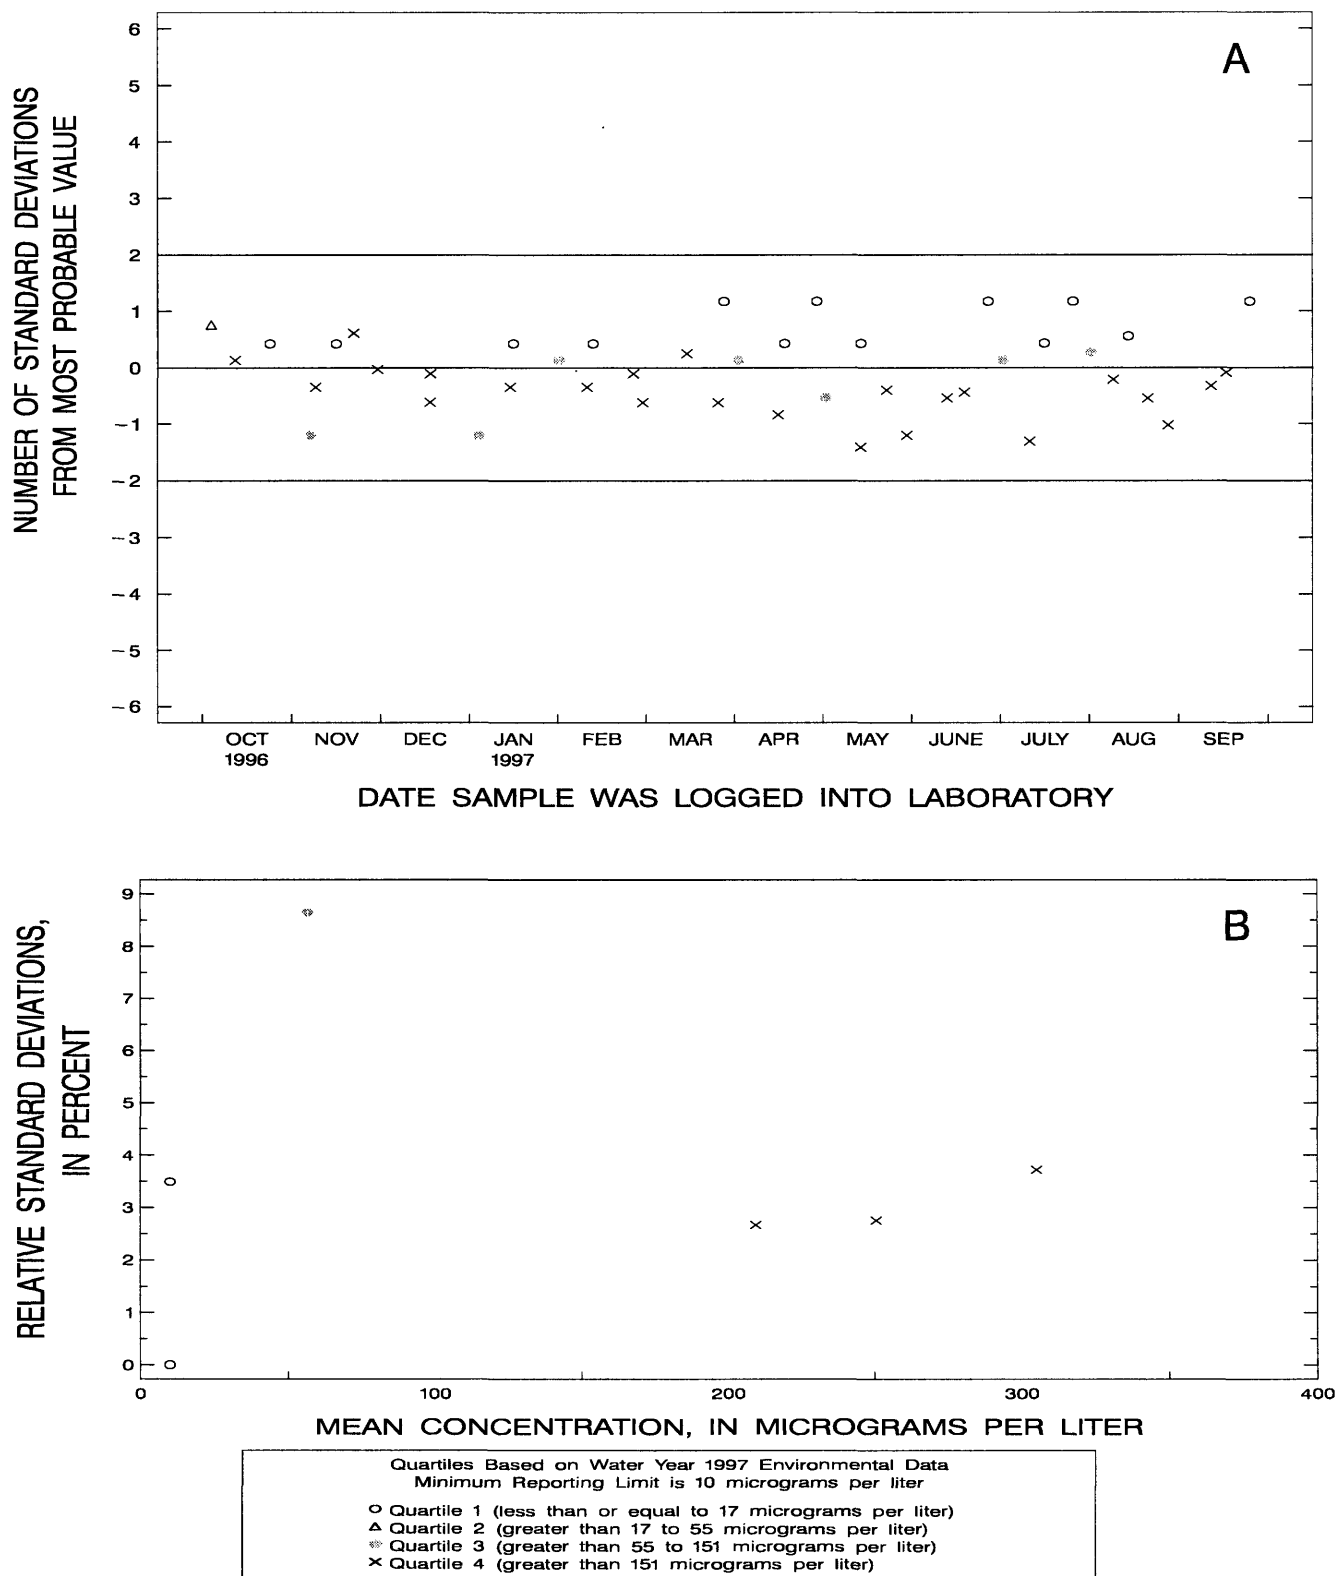 A
NUMBER OF STANDARD DEVIATIONS
FROM MOST PROBABLE VALUE
6
5
4
3
2
1
0
−1
−2
−3
−4
−5
−6
OCT NOV DEC JAN FEB MAR APR MAY JUNE JULY AUG SEP
1996 1997
DATE SAMPLE WAS LOGGED INTO LABORATORY
B
RELATIVE STANDARD DEVIATIONS,
IN PERCENT
9
8
7
6
5
4
3
2
1
0
0 100 200 300 400
MEAN CONCENTRATION, IN MICROGRAMS PER LITER
Quartiles Based on Water Year 1997 Environmental Data
Minimum Reporting Limit is 10 micrograms per liter
Quartile 1 (less than or equal to 17 micrograms per liter)
Quartile 2 (greater than 17 to 55 micrograms per liter)
Quartile 3 (greater than 55 to 151 micrograms per liter)
Quartile 4 (greater than 151 micrograms per liter)